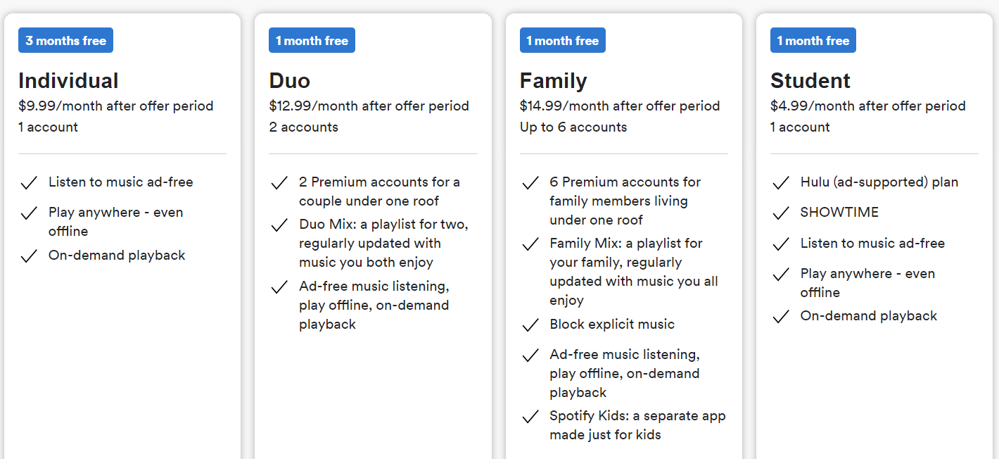 3 months free
Individual
$9.99/month after offer period
1 account
Listen to music ad-free
Play anywhere - even
offline
On-demand playback
1 month free
Duo
$12.99/month after offer period
2 accounts
2 Premium accounts for a
couple under one roof
Duo Mix: a playlist for two,
regularly updated with
music you both enjoy
Ad-free music listening,
play offline, on-demand
playback
1 month free
Family
$14.99/month after offer period
Up to 6 accounts
6 Premium accounts for
family members living
under one roof
Family Mix: a playlist for
your family, regularly
updated with music you all
enjoy
Block explicit music
Ad-free music listening,
play offline, on-demand
playback
Spotify Kids: a separate app
made just for kids
1 month free
Student
$4.99/month after offer period
1 account
Hulu (ad-supported) plan
SHOWTIME
Listen to music ad-free
Play anywhere - even
offline
On-demand playback